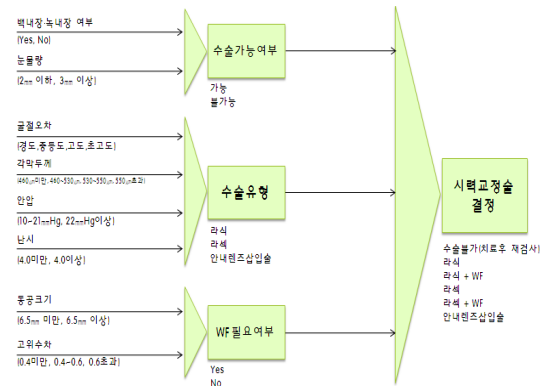 백내장·녹내장 여부
(Yes, No)
눈물량
(2㎜ 이하, 3㎜ 이상)
수술가능여부
가능
불가능
굴절오차
(경도,중등도,고도,초고도)
각막두께
(460㎛미만, 460~530㎛, 530~550㎛, 550㎛초과)
안압
(10~21㎜Hg, 22㎜Hg이상)
난시
(4.0미만, 4.0이상)
수술유형
라식
라섹
안내렌즈삽입술
동공크기
(6.5㎜ 미만, 6.5㎜ 이상)
고위수차
(0.4미만, 0.4~0.6, 0.6초과)
WF필요여부
Yes
No
시력교정술
결정
수술불가(치료후 재검사)
라식
라식 + WF
라섹
라섹 + WF
안내렌즈삽입술